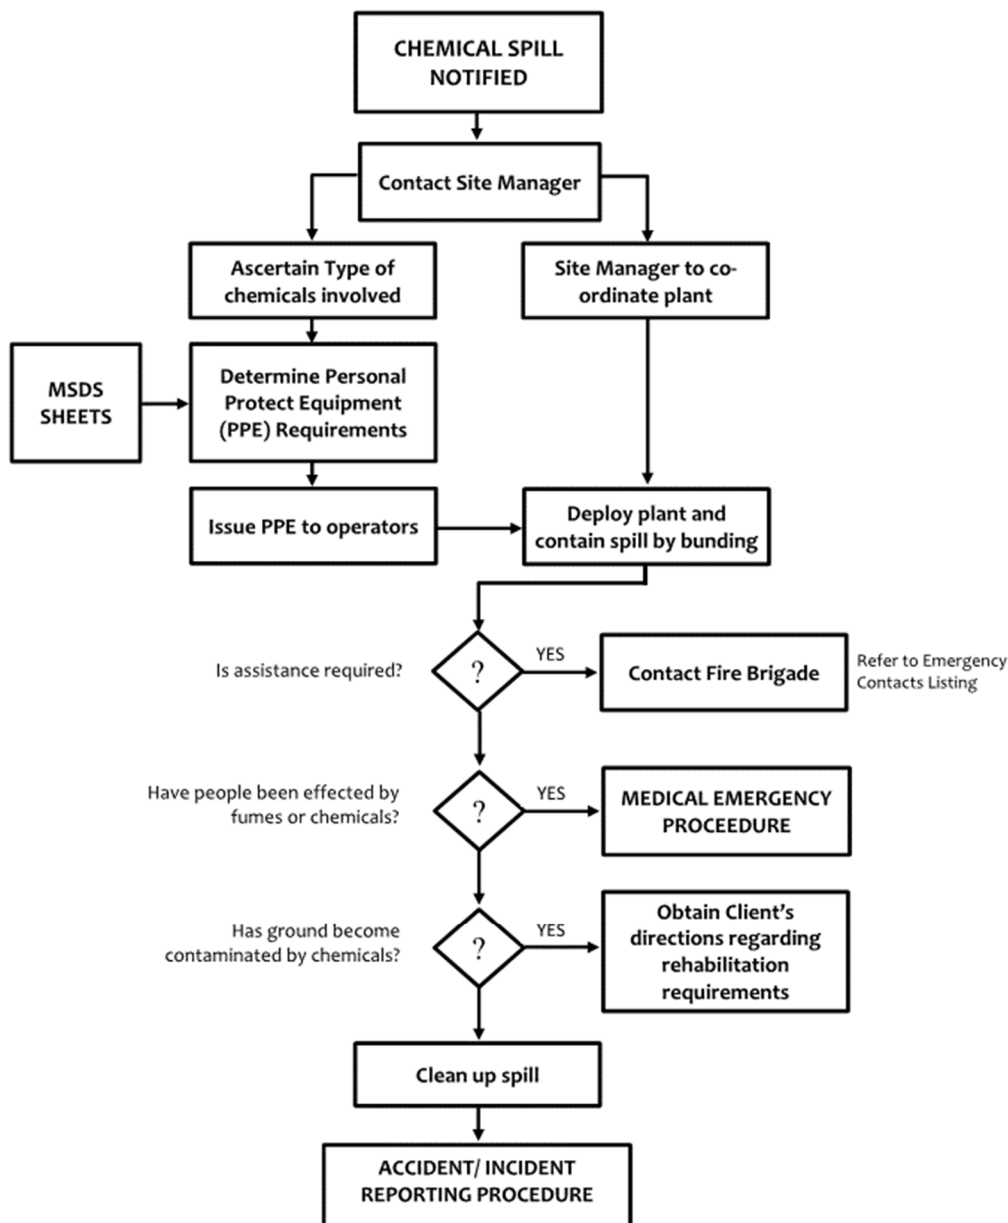 CHEMICAL SPILL
NOTIFIED
Contact Site Manager
Ascertain Type of
chemicals involved
Site Manager to co-
ordinate plant
MSDS
SHEETS
Determine Personal
Protect Equipment
(PPE) Requirements
Issue PPE to operators
Deploy plant and
contain spill by bunding
Is assistance required?
?
YES
Contact Fire Brigade
Refer to Emergency
Contacts Listing
Have people been effected by
fumes or chemicals?
?
YES
MEDICAL EMERGENCY
PROCEEDURE
Has ground become
contaminated by chemicals?
?
YES
Obtain Client’s
directions regarding
rehabilitation
requirements
Clean up spill
ACCIDENT/ INCIDENT
REPORTING PROCEDURE